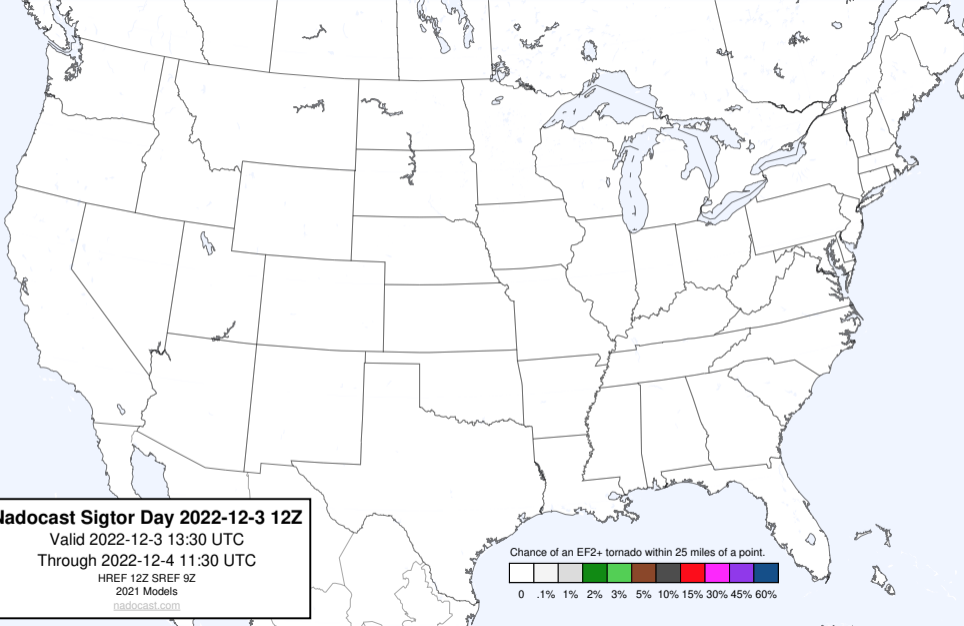 Nadocast Sigtor Day 2022-12-3 12Z
Valid 2022-12-3 13:30 UTC
Through 2022-12-4 11:30 UTC
HREF 12Z SREF 9Z
2021 Models
nadocast.com
Chance of an EF2+ tornado within 25 miles of a point.
0 .1% 1% 2% 3% 5% 10% 15% 30% 45% 60%